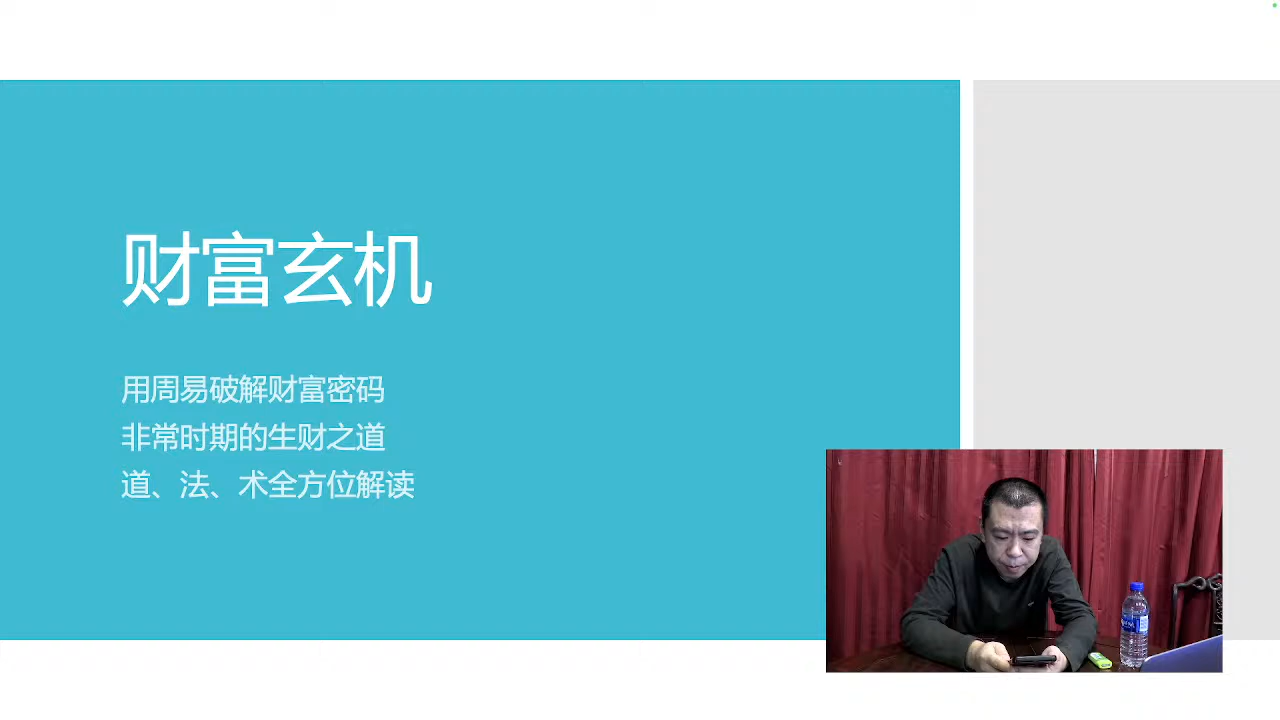 财富玄机
用周易破解财富密码
非常时期的生财之道
道、法、术全方位解读